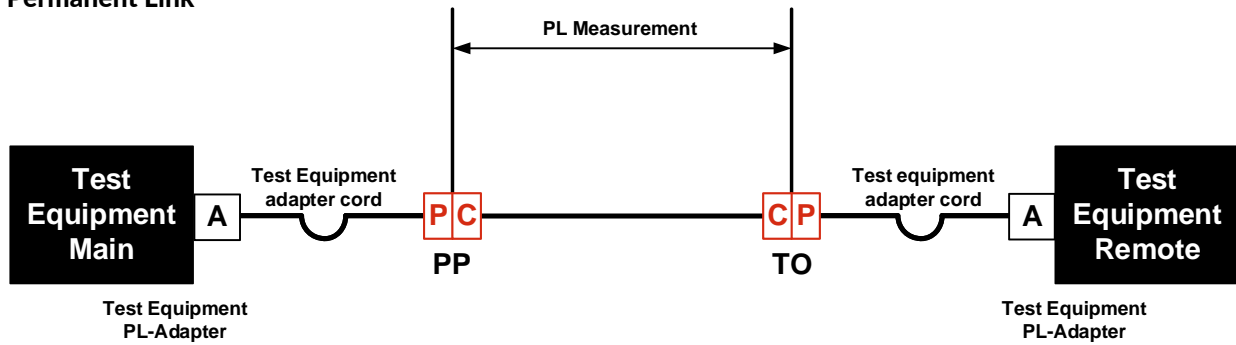 Permanent Link
PL Measurement
Test
Equipment
Main
A
Test Equipment
adapter cord
P C
PP
C P
TO
Test equipment
adapter cord
A
Test
Equipment
Remote
Test Equipment
PL-Adapter
Test Equipment
PL-Adapter